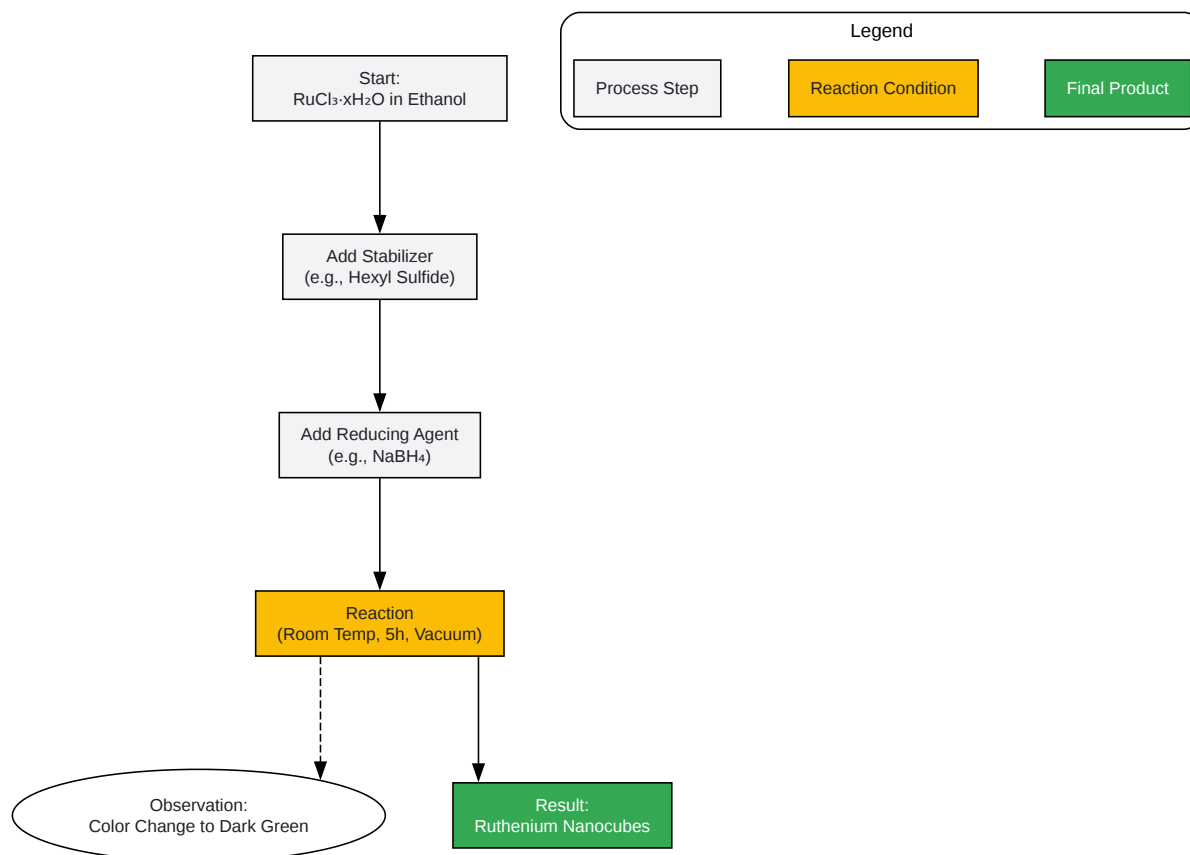 Legend
Process Step
Reaction Condition
Final Product
Start:
RuCl₃·xH₂O in Ethanol
Add Stabilizer
(e.g., Hexyl Sulfide)
Add Reducing Agent
(e.g., NaBH₄)
Reaction
(Room Temp, 5h, Vacuum)
Observation:
Color Change to Dark Green
Result:
Ruthenium Nanocubes